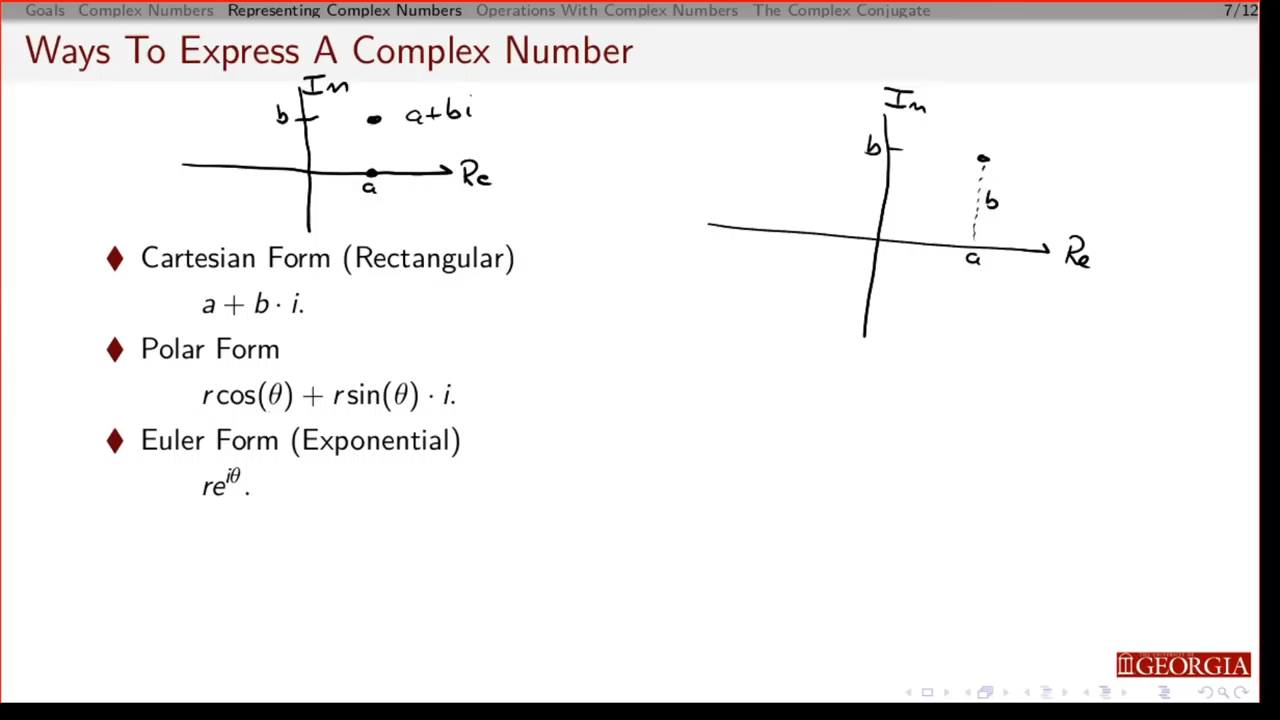 Goals Complex Numbers Representing Complex Numbers Operations With Complex Numbers The Complex Conjugate 7/12
Ways To Express A Complex Number
Im
b
a+bi
Re
a
Im
b
b
a
Re
Cartesian Form (Rectangular)
a + b · i.
Polar Form
r cos(θ) + r sin(θ) · i.
Euler Form (Exponential)
re^{iθ}.
GEORGIA